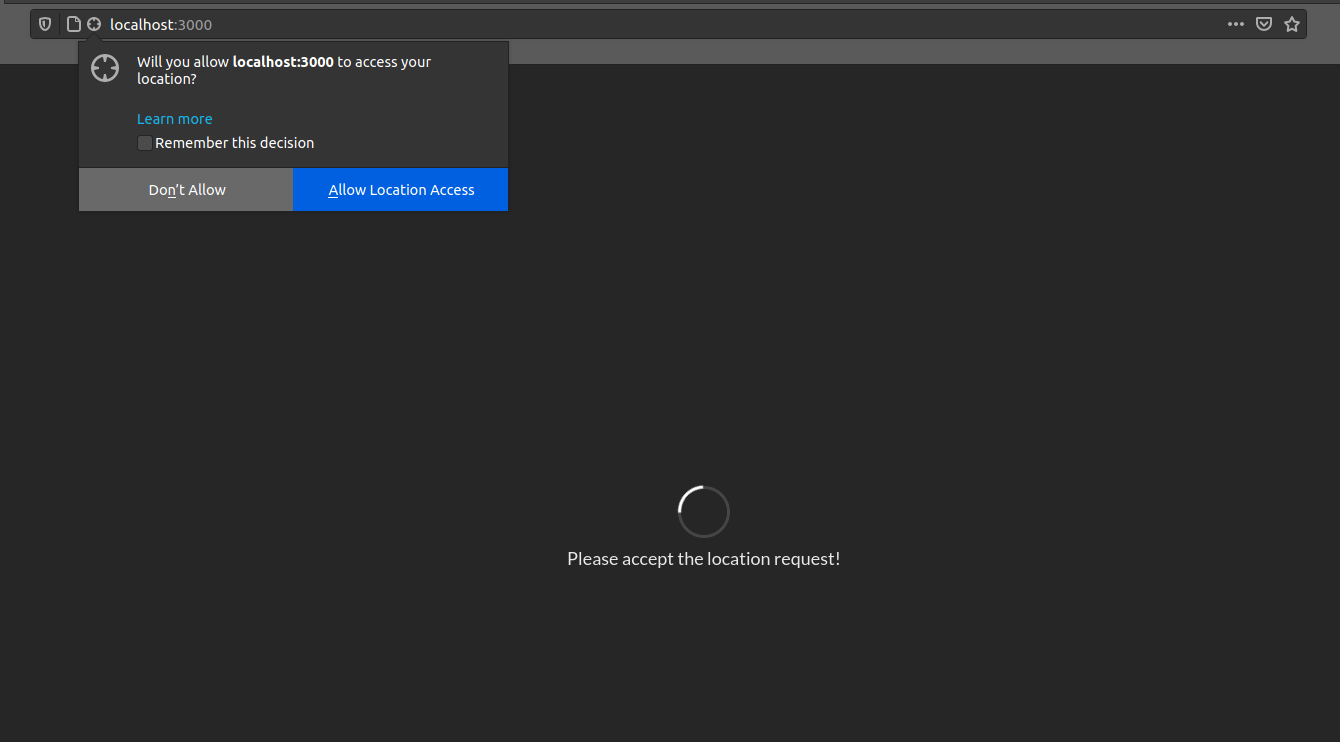 localhost:3000
Will you allow localhost:3000 to access your
location?
Learn more
Remember this decision
Don’t Allow
Allow Location Access
Please accept the location request!